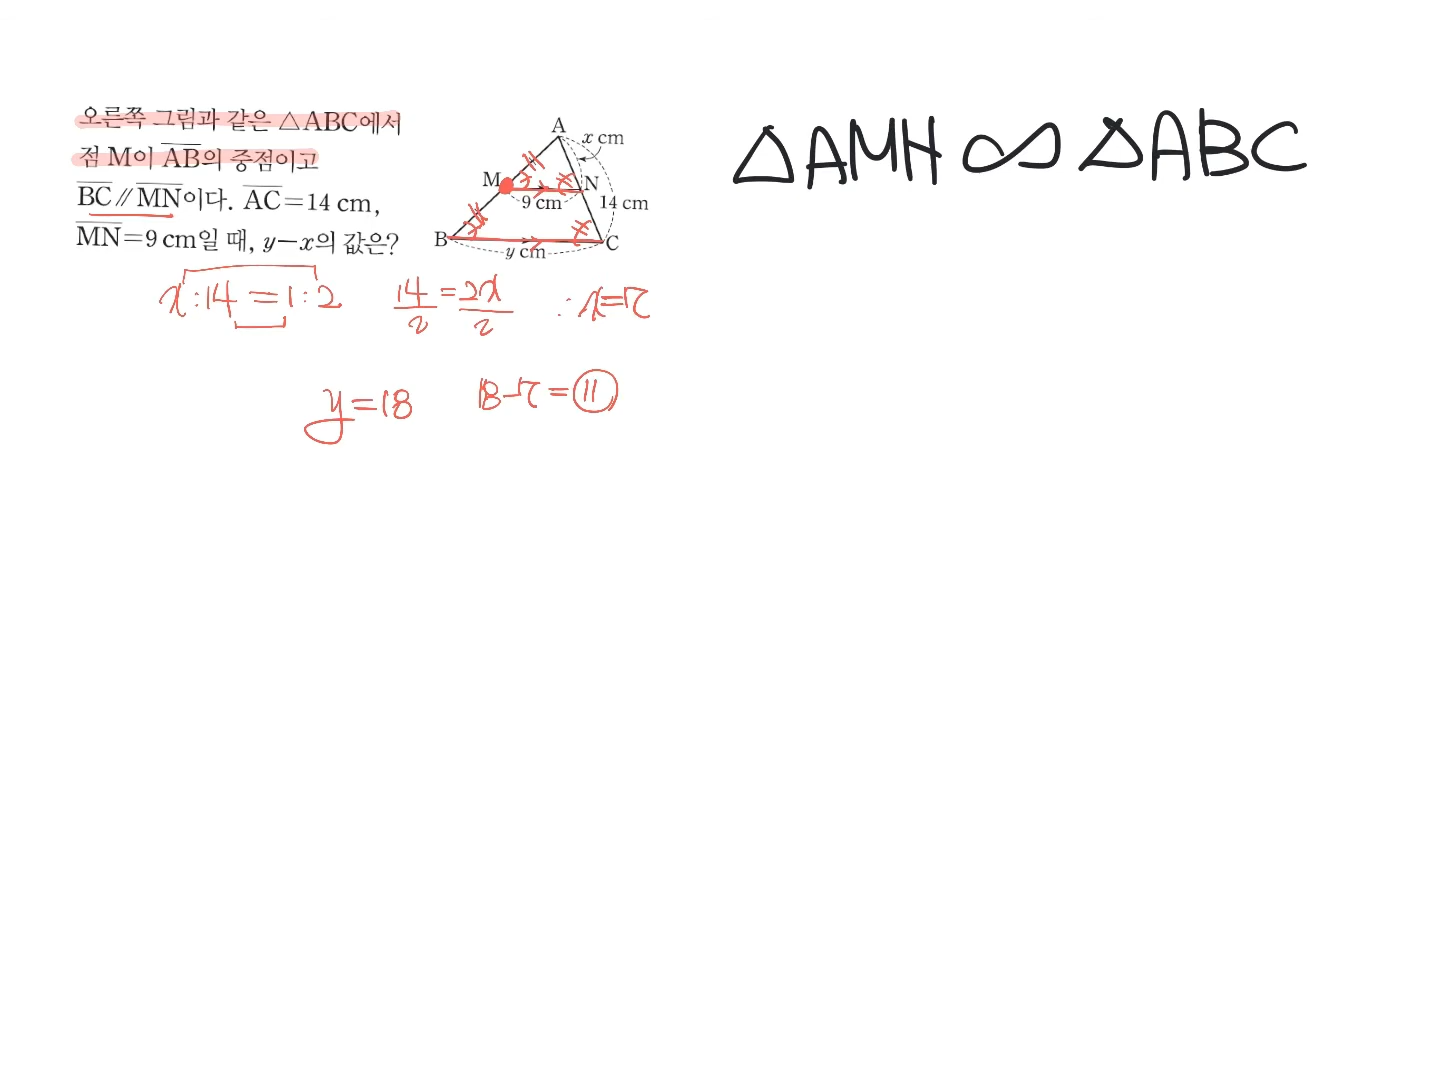 오른쪽 그림과 같은 △ABC에서
점 M이 AB의 중점이고
BC∥MN이다. AC=14 cm,
MN=9 cm일 때, y-x의 값은?
A
x cm
M
N
9 cm
14 cm
B
C
y cm
x:14=1:2
14/2=2x/2
∴x=7
y=18
18-7=11
△AMH∽△ABC